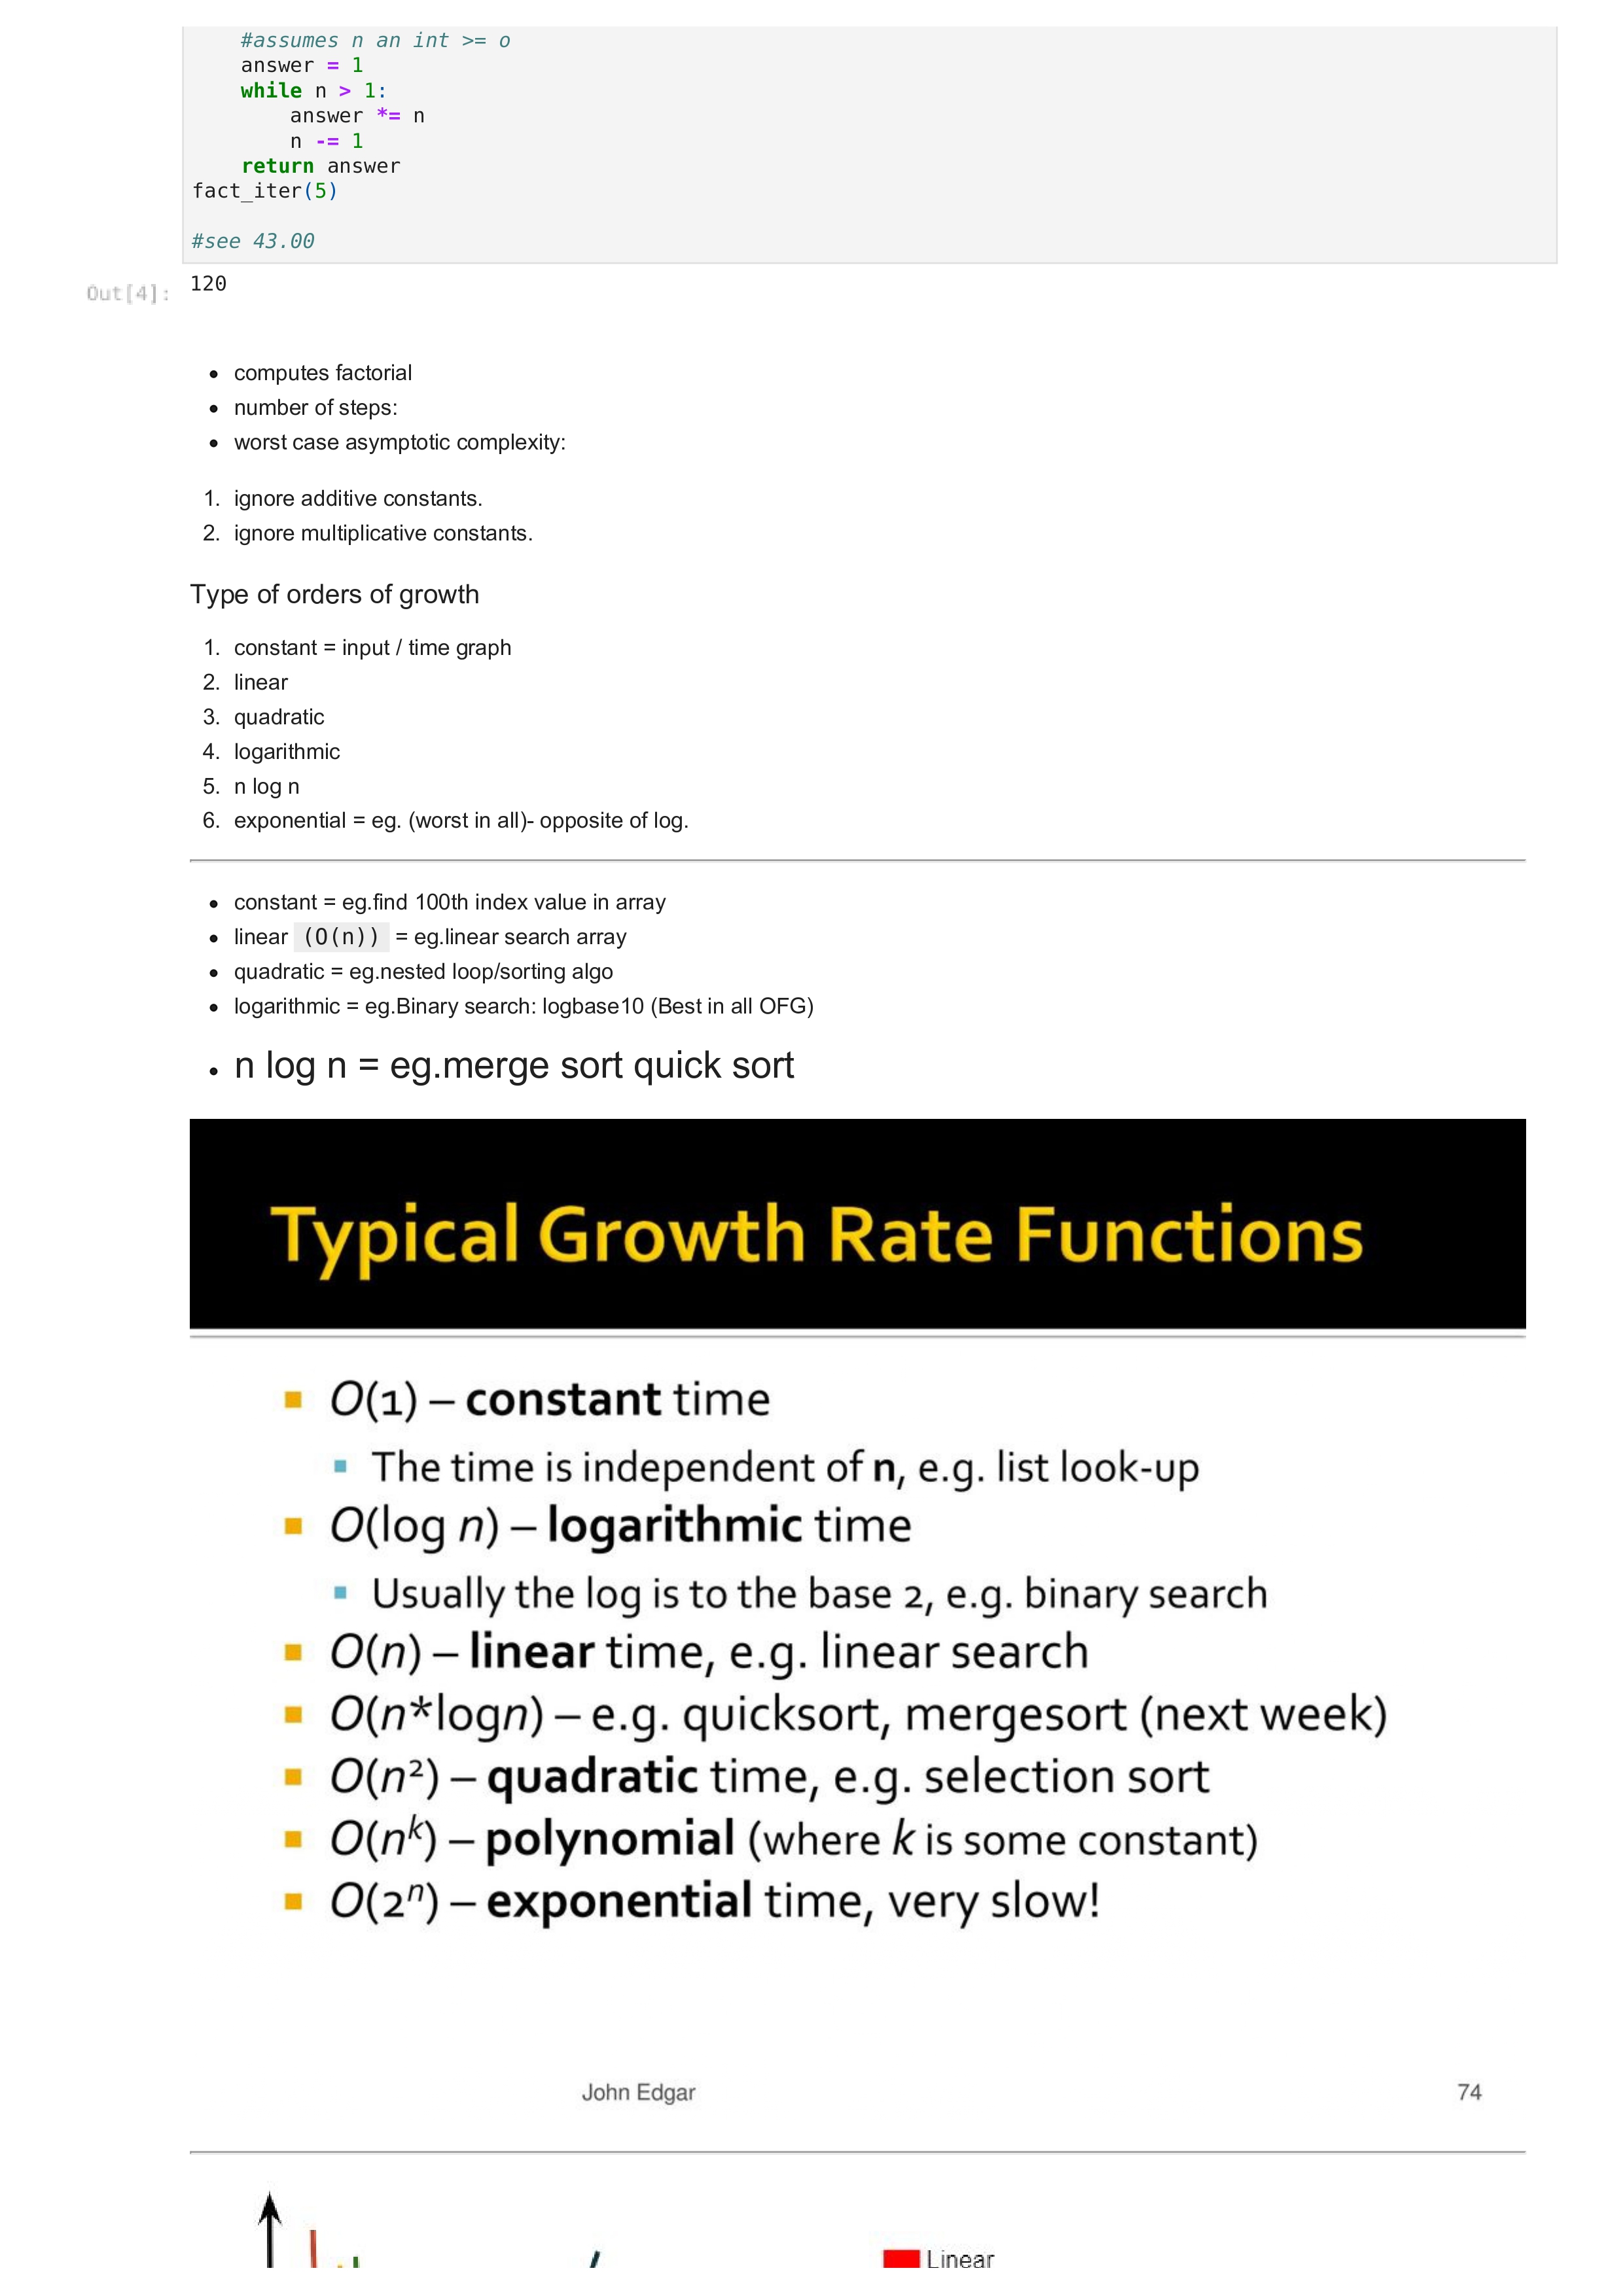 #assumes n an int >= o
answer = 1
while n > 1:
answer *= n
n -= 1
return answer
fact_iter(5)
#see 43.00
Out[4]: 120
• computes factorial
• number of steps:
• worst case asymptotic complexity:
1. ignore additive constants.
2. ignore multiplicative constants.
Type of orders of growth
1. constant = input / time graph
2. linear
3. quadratic
4. logarithmic
5. n log n
6. exponential = eg. (worst in all)- opposite of log.
• constant = eg.find 100th index value in array
• linear (O(n)) = eg.linear search array
• quadratic = eg.nested loop/sorting algo
• logarithmic = eg.Binary search: logbase10 (Best in all OFG)
• n log n = eg.merge sort quick sort
Typical Growth Rate Functions
▪ O(1) – constant time
▪ The time is independent of n, e.g. list look-up
▪ O(log n) – logarithmic time
▪ Usually the log is to the base 2, e.g. binary search
▪ O(n) – linear time, e.g. linear search
▪ O(n*logn) – e.g. quicksort, mergesort (next week)
▪ O(n²) – quadratic time, e.g. selection sort
▪ O(nᵏ) – polynomial (where k is some constant)
▪ O(2ⁿ) – exponential time, very slow!
John Edgar 74
Linear